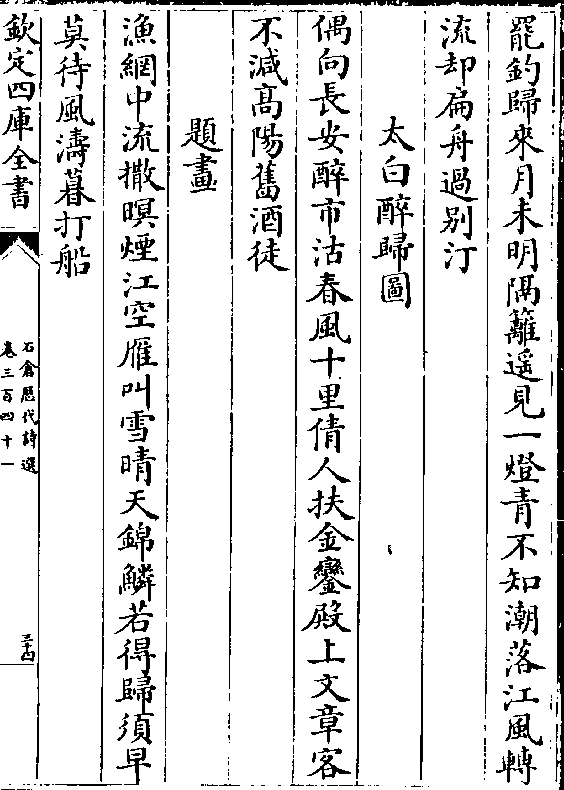 罷釣歸來月未明隔籬遥見一燈青不知潮落江風轉
流却扁舟過别汀
太白醉歸圖
偶向長安醉市沽春風十里倩人扶金鑾殿上文章客
不減髙陽舊酒徒
題畫
漁網中流撒暝煙江空雁叫雪晴天錦鱗若得歸須早
莫待風濤暮打船
欽定四庫全書
石倉歴代詩選
卷三百四十一
三十四